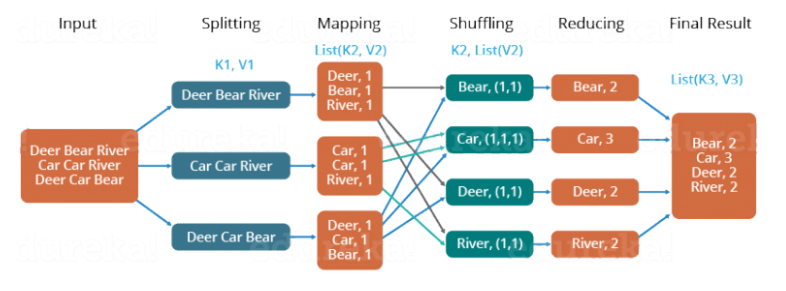 Input
Splitting
Mapping
Shuffling
Reducing
Final Result
K1, V1
List(K2, V2)
K2, List(V2)
List(K3, V3)
Deer Bear River
Car Car River
Deer Car Bear
Deer Bear River
Car Car River
Deer Car Bear
Deer, 1
Bear, 1
River, 1
Car, 1
Car, 1
River, 1
Deer, 1
Car, 1
Bear, 1
Bear, (1,1)
Car, (1,1,1)
Deer, (1,1)
River, (1,1)
Bear, 2
Car, 3
Deer, 2
River, 2
Bear, 2
Car, 3
Deer, 2
River, 2